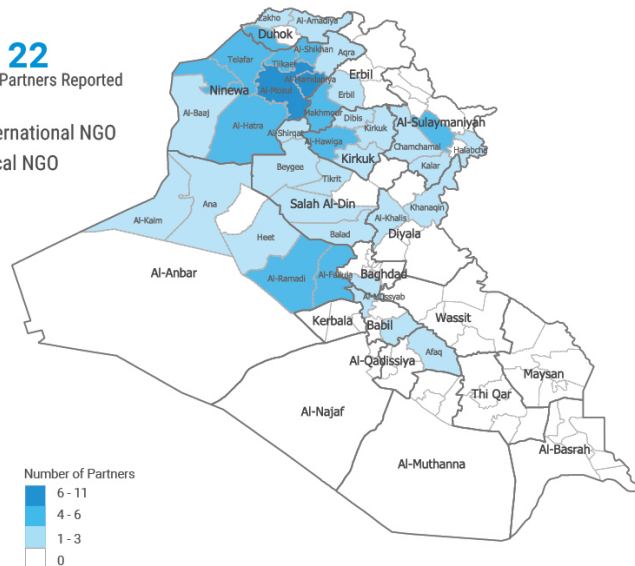 22
Partners Reported
ernational NGO
cal NGO
Zakho
Al-Amadiya
Duhok
Al-Shikhan
Aqra
Telafar
Tilkaef
Erbil
Ninewa
Al-Mosul
Al-Hamdaniya
Erbil
Al-Baaj
Makhmour
Al-Hatra
Dibis
Al-Sulaymaniyah
Al-Shirqat
Kirkuk
Al-Hawiga
Chamchamal
Halabcha
Kirkuk
Beygee
Kalar
Tikrit
Ana
Salah Al-Din
Khanaqin
Al-Kaim
Al-Khalis
Heet
Balad
Diyala
Al-Anbar
Al-Ramadi
Al-Falluja
Baghdad
Al-Mussyab
Kerbala
Babil
Wassit
Al-Qadissiya
Afaq
Maysan
Thi Qar
Al-Najaf
Al-Basrah
Al-Muthanna
Number of Partners
6 - 11
4 - 6
1 - 3
0